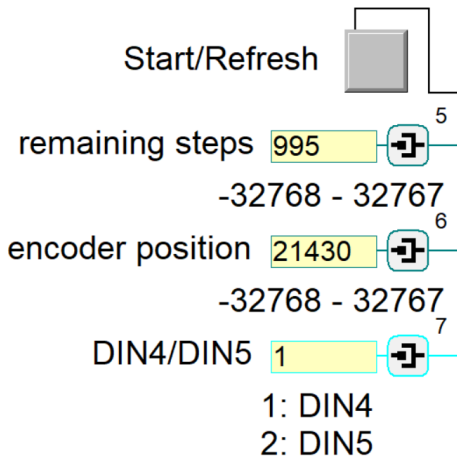 Start/Refresh
5
remaining steps 995
-32768 - 32767
6
encoder position 21430
-32768 - 32767
7
DIN4/DIN5 1
1: DIN4
2: DIN5